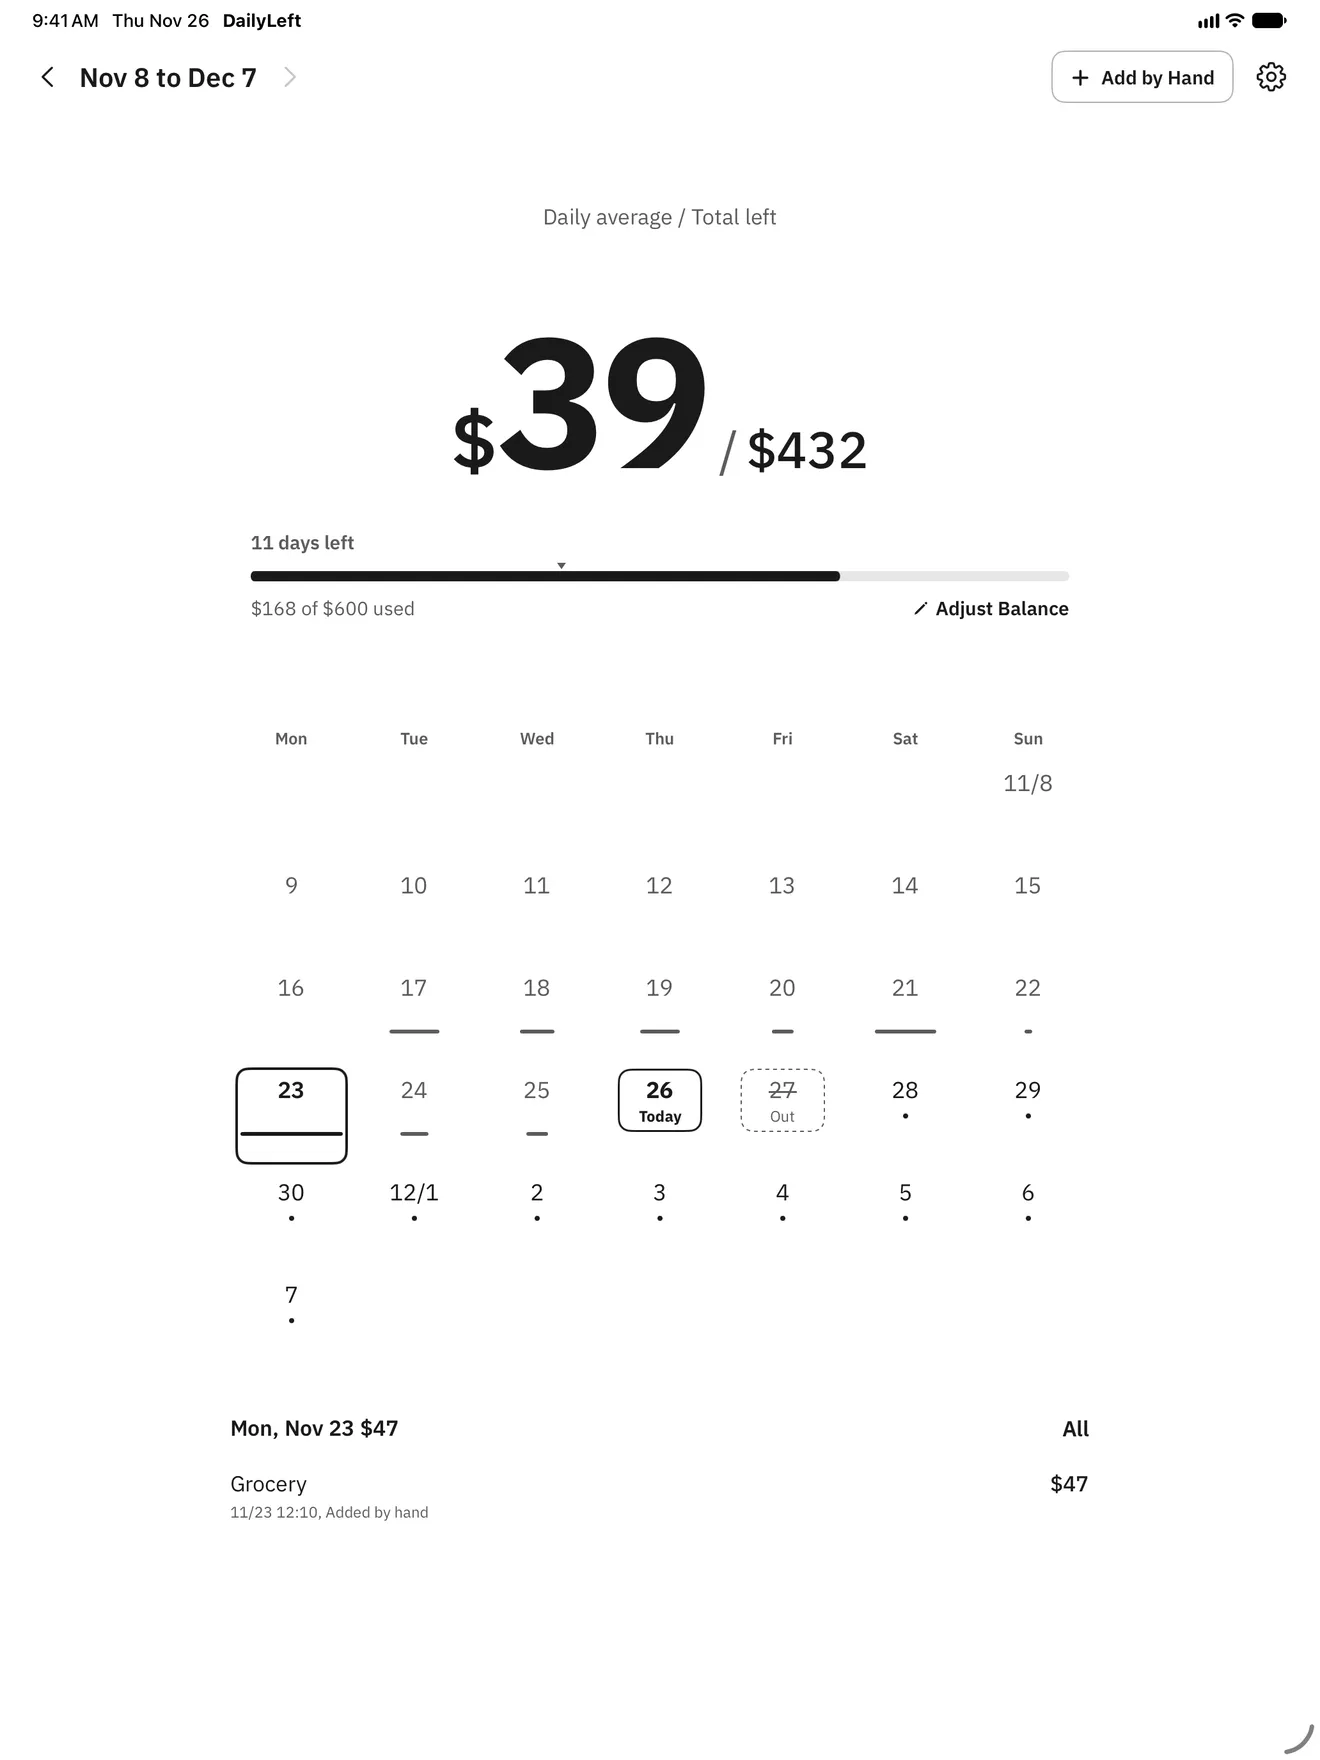 9:41 AM Thu Nov 26 DailyLeft
Nov 8 to Dec 7
+ Add by Hand
Daily average / Total left
$39 / $432
11 days left
$168 of $600 used
Adjust Balance
Mon Tue Wed Thu Fri Sat Sun
11/8
9 10 11 12 13 14 15
16 17 18 19 20 21 22
23 24 25 26 27 28 29
Today Out
30 12/1 2 3 4 5 6
7
Mon, Nov 23 $47 All
Grocery $47
11/23 12:10, Added by hand